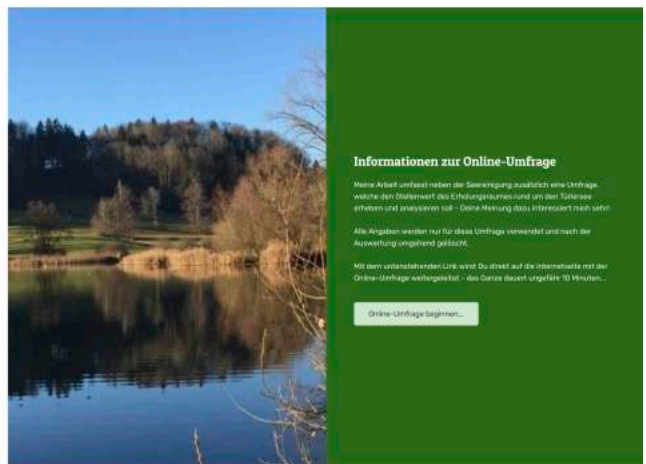 Informationen zur Online-Umfrage
Meine Arbeit umfasst neben der Seereinigung zusätzlich eine Umfrage,
welche den Stellenwert des Erholungsraumes rund um den Türlersee
erheben und analysieren soll – Deine Meinung dazu interessiert mich sehr!
Alle Angaben werden nur für diese Umfrage verwendet und nach der
Auswertung umgehend gelöscht.
Mit dem untenstehenden Link wirst Du direkt auf die Internetseite mit der
Online-Umfrage weitergeleitet – das Ganze dauert ungefähr 10 Minuten...
Online-Umfrage beginnen...